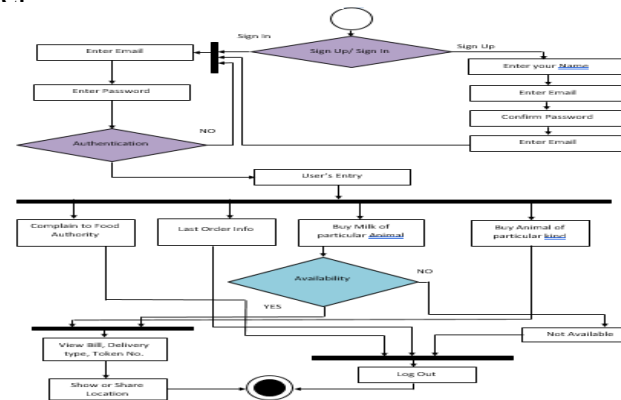 Sign In
Sign Up/ Sign In
Sign Up
Enter Email
Enter your Name
Enter Password
Enter Email
Confirm Password
NO
Authentication
Enter Email
User's Entry
Complain to Food
Authority
Last Order Info
Buy Milk of
particular Animal
Buy Animal of
particular kind
Availability
NO
YES
Not Available
View Bill, Delivery
type, Token No.
Log Out
Show or Share
Location